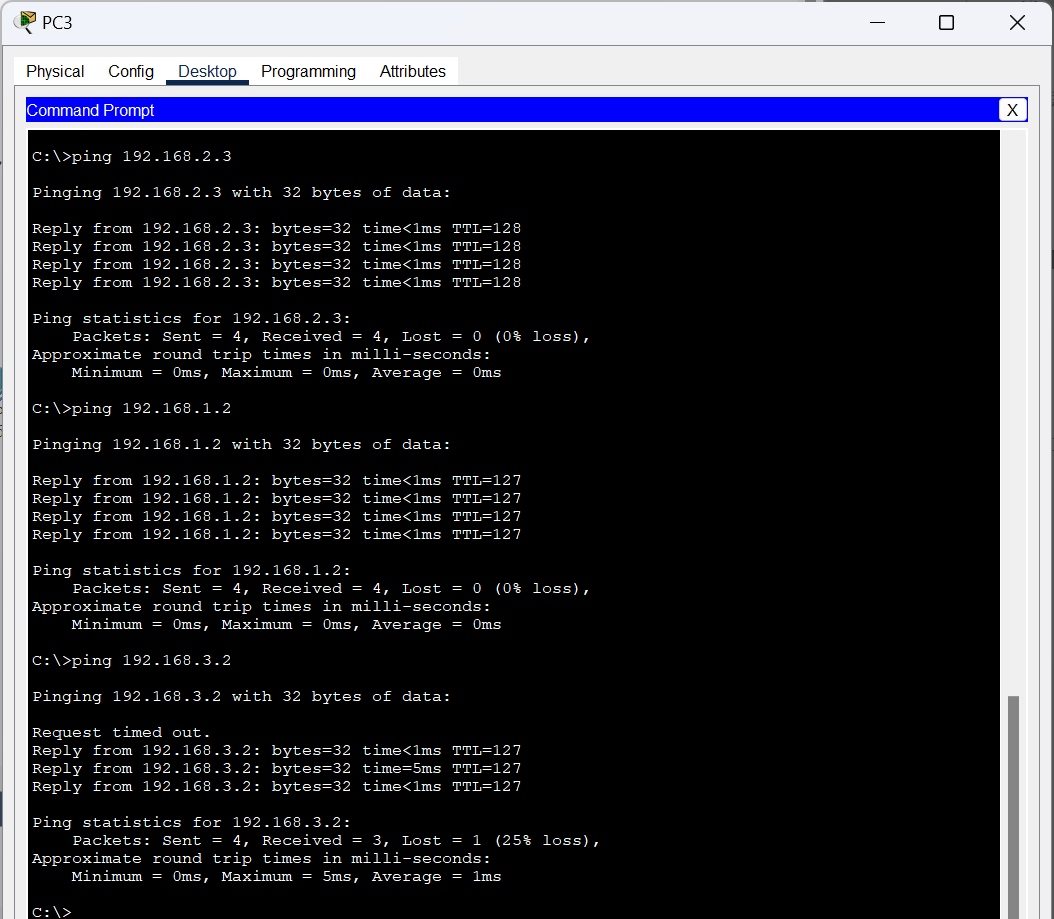 PC3
Physical Config Desktop Programming Attributes
Command Prompt
X
C:\>ping 192.168.2.3
Pinging 192.168.2.3 with 32 bytes of data:
Reply from 192.168.2.3: bytes=32 time<1ms TTL=128
Reply from 192.168.2.3: bytes=32 time<1ms TTL=128
Reply from 192.168.2.3: bytes=32 time<1ms TTL=128
Reply from 192.168.2.3: bytes=32 time<1ms TTL=128
Ping statistics for 192.168.2.3:
    Packets: Sent = 4, Received = 4, Lost = 0 (0% loss),
Approximate round trip times in milli-seconds:
    Minimum = 0ms, Maximum = 0ms, Average = 0ms
C:\>ping 192.168.1.2
Pinging 192.168.1.2 with 32 bytes of data:
Reply from 192.168.1.2: bytes=32 time<1ms TTL=127
Reply from 192.168.1.2: bytes=32 time<1ms TTL=127
Reply from 192.168.1.2: bytes=32 time<1ms TTL=127
Reply from 192.168.1.2: bytes=32 time<1ms TTL=127
Ping statistics for 192.168.1.2:
    Packets: Sent = 4, Received = 4, Lost = 0 (0% loss),
Approximate round trip times in milli-seconds:
    Minimum = 0ms, Maximum = 0ms, Average = 0ms
C:\>ping 192.168.3.2
Pinging 192.168.3.2 with 32 bytes of data:
Request timed out.
Reply from 192.168.3.2: bytes=32 time<1ms TTL=127
Reply from 192.168.3.2: bytes=32 time=5ms TTL=127
Reply from 192.168.3.2: bytes=32 time<1ms TTL=127
Ping statistics for 192.168.3.2:
    Packets: Sent = 4, Received = 3, Lost = 1 (25% loss),
Approximate round trip times in milli-seconds:
    Minimum = 0ms, Maximum = 5ms, Average = 1ms
C:\>